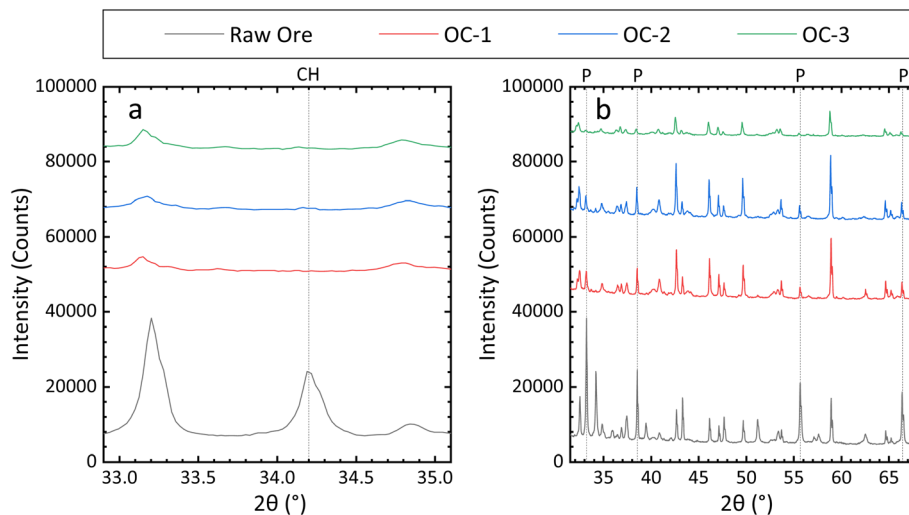 Raw Ore OC-1 OC-2 OC-3
CH P P P P
a b
100000 100000
80000 80000
60000 60000
40000 40000
20000 20000
0 0
Intensity (Counts) Intensity (Counts)
33.0 33.5 34.0 34.5 35.0 35 40 45 50 55 60 65
2θ (°) 2θ (°)